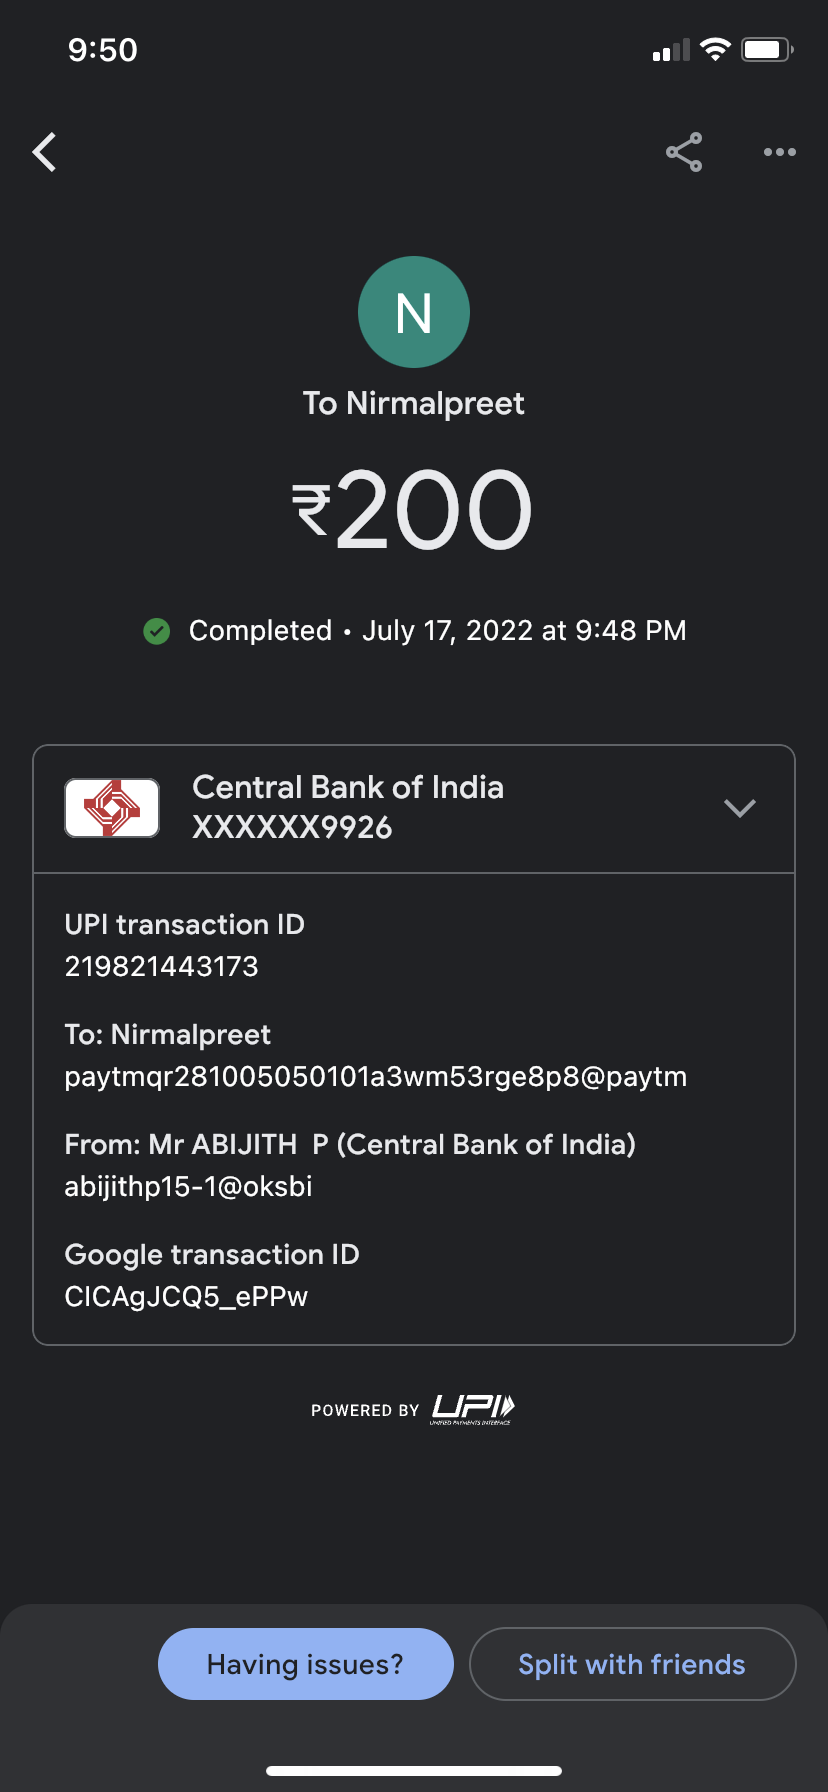 9:50
N
To Nirmalpreet
₹200
Completed • July 17, 2022 at 9:48 PM
Central Bank of India
XXXXXX9926
UPI transaction ID
219821443173
To: Nirmalpreet
paytmqr281005050101a3wm53rge8p8@paytm
From: Mr ABIJITH  P (Central Bank of India)
abijithp15-1@oksbi
Google transaction ID
CICAgJCQ5_ePPw
POWERED BY UPI
UNIFIED PAYMENTS INTERFACE
Having issues?
Split with friends